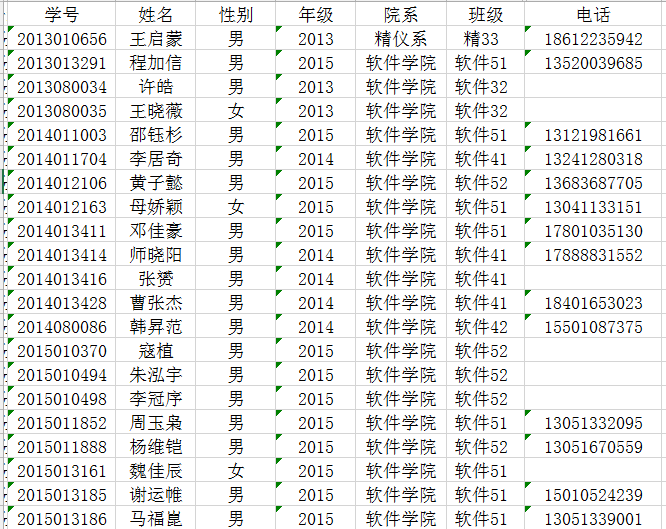 学号 姓名 性别 年级 院系 班级 电话
2013010656 王启蒙 男 2013 精仪系 精33 18612235942
2013013291 程加信 男 2015 软件学院 软件51 13520039685
2013080034 许皓 男 2013 软件学院 软件32
2013080035 王晓薇 女 2013 软件学院 软件32
2014011003 邵钰杉 男 2015 软件学院 软件51 13121981661
2014011704 李居奇 男 2014 软件学院 软件41 13241280318
2014012106 黄子懿 男 2015 软件学院 软件52 13683687705
2014012163 母娇颖 女 2015 软件学院 软件51 13041133151
2014013411 邓佳豪 男 2015 软件学院 软件51 17801035130
2014013414 师晓阳 男 2014 软件学院 软件41 17888831552
2014013416 张赟 男 2014 软件学院 软件41
2014013428 曹张杰 男 2014 软件学院 软件41 18401653023
2014080086 韩昇范 男 2014 软件学院 软件42 15501087375
2015010370 寇植 男 2015 软件学院 软件52
2015010494 朱泓宇 男 2015 软件学院 软件52
2015010498 李冠序 男 2015 软件学院 软件52
2015011852 周玉枭 男 2015 软件学院 软件51 13051332095
2015011888 杨维铠 男 2015 软件学院 软件52 13051670559
2015013161 魏佳辰 女 2015 软件学院 软件51
2015013185 谢运帷 男 2015 软件学院 软件51 15010524239
2015013186 马福崑 男 2015 软件学院 软件51 13051339001